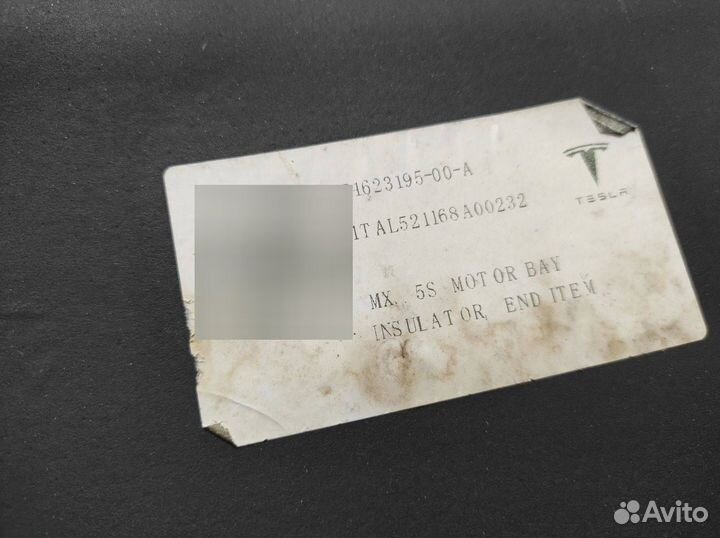 1623195-00-A
TESLA
1TAL521168A00232
MX, 5S MOTOR BAY
INSULATOR, END ITEM
Avito